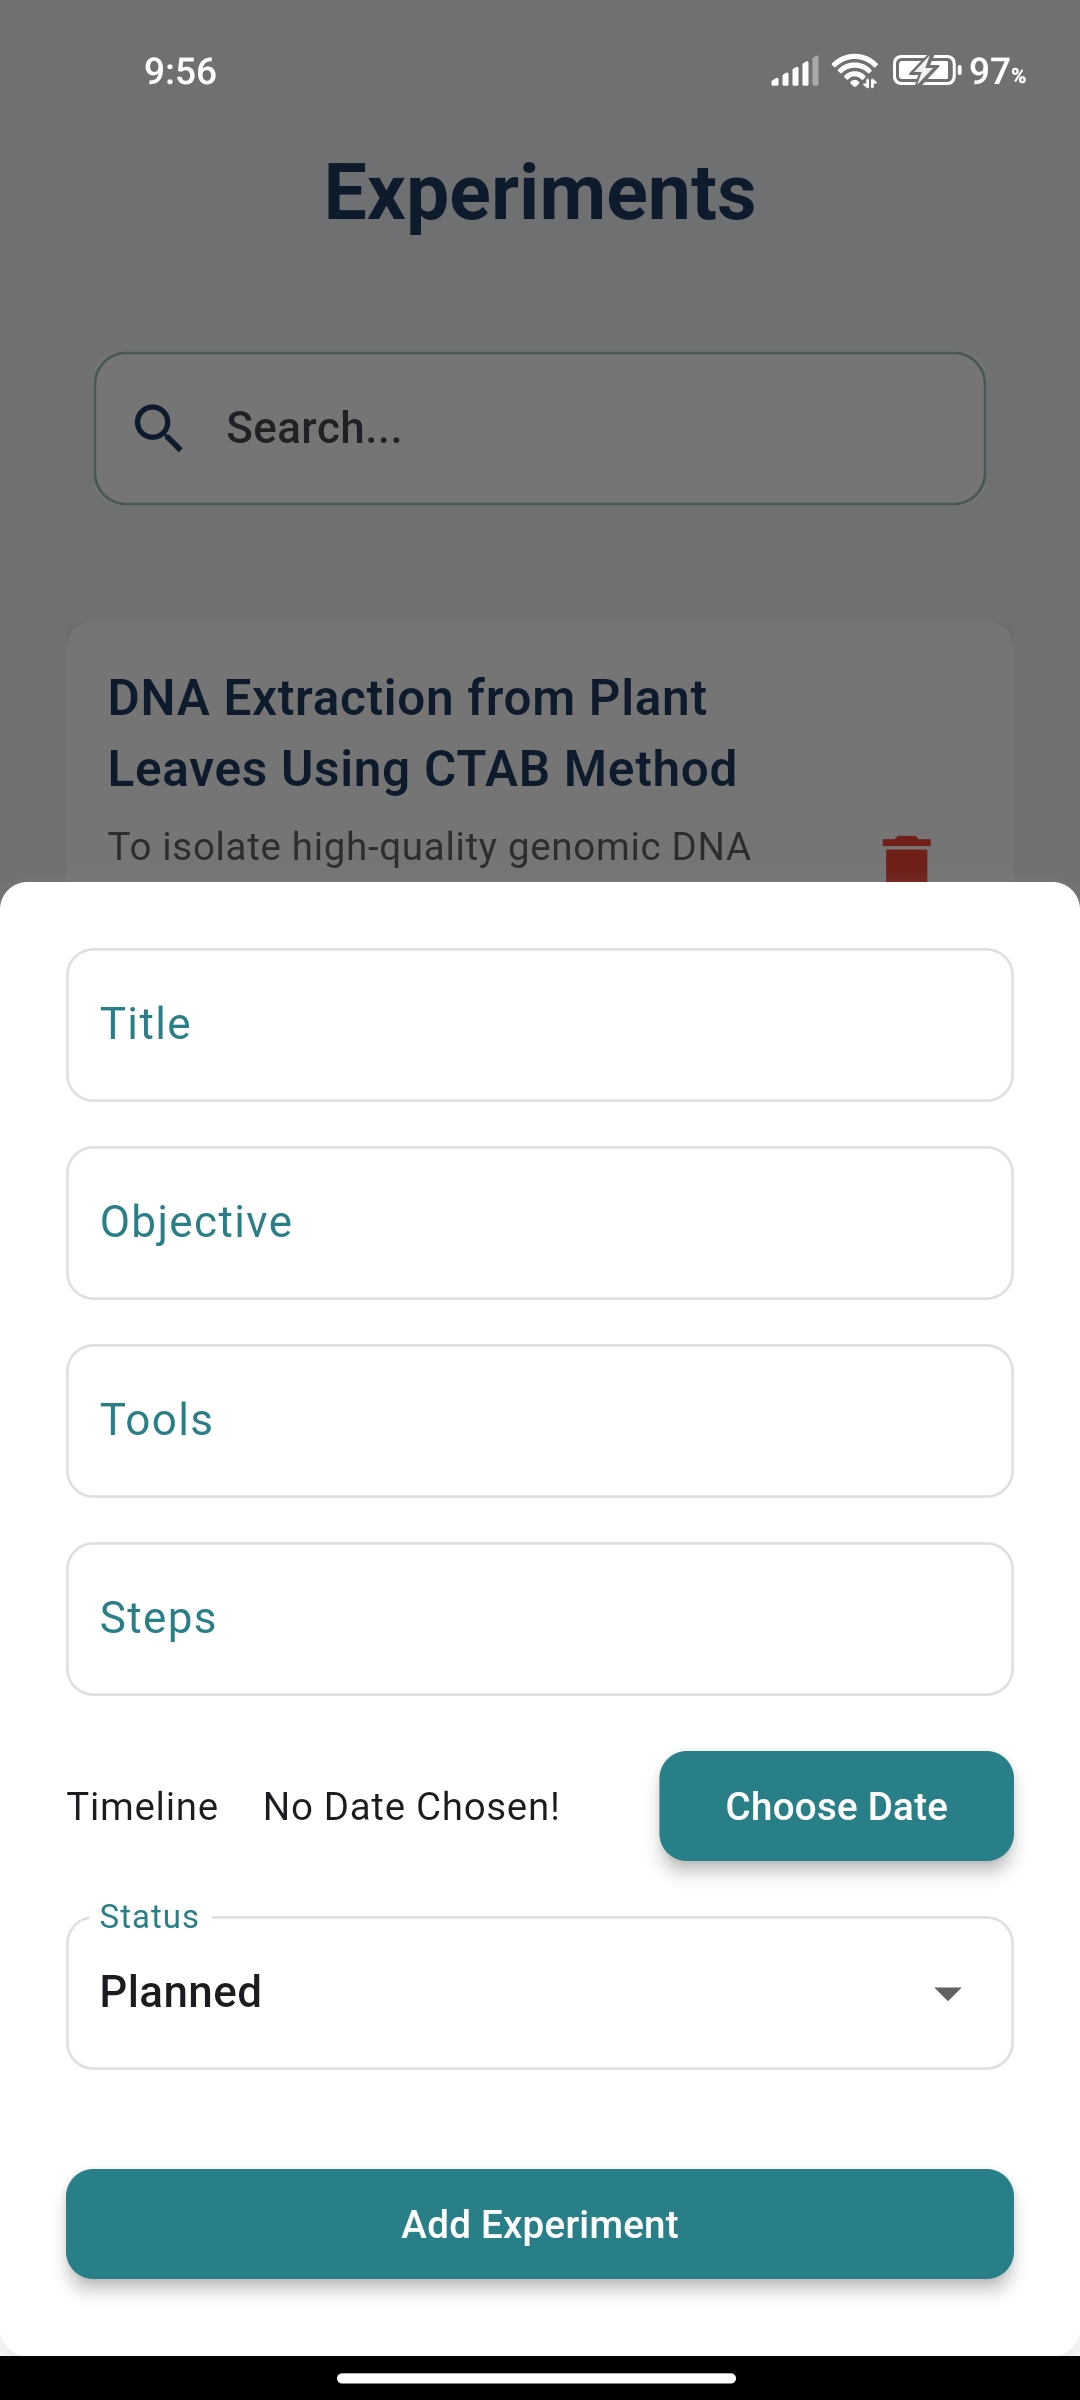 9:56
97%
Experiments
Search...
DNA Extraction from Plant
Leaves Using CTAB Method
To isolate high-quality genomic DNA
Title
Objective
Tools
Steps
Timeline No Date Chosen! Choose Date
Status
Planned
Add Experiment